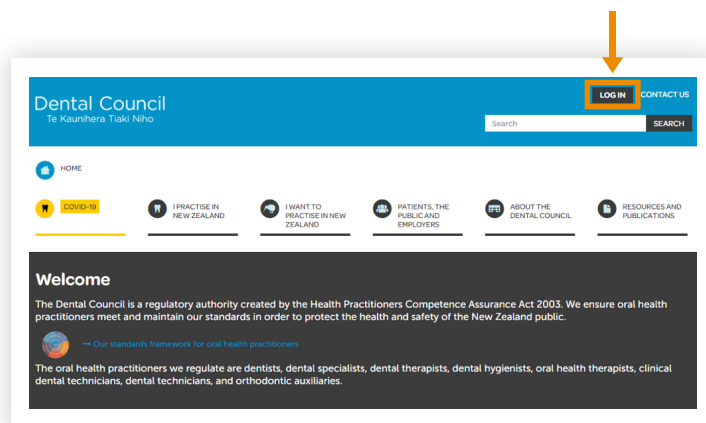 LOG IN
CONTACT US
Dental Council
Te Kaunihera Tiaki Niho
Search
SEARCH
HOME
COVID-19
I PRACTISE IN
NEW ZEALAND
I WANT TO
PRACTISE IN NEW
ZEALAND
PATIENTS, THE
PUBLIC AND
EMPLOYERS
ABOUT THE
DENTAL COUNCIL
RESOURCES AND
PUBLICATIONS
Welcome
The Dental Council is a regulatory authority created by the Health Practitioners Competence Assurance Act 2003. We ensure oral health
practitioners meet and maintain our standards in order to protect the health and safety of the New Zealand public.
→ Our standards framework for oral health practitioners
The oral health practitioners we regulate are dentists, dental specialists, dental therapists, dental hygienists, oral health therapists, clinical
dental technicians, dental technicians, and orthodontic auxiliaries.